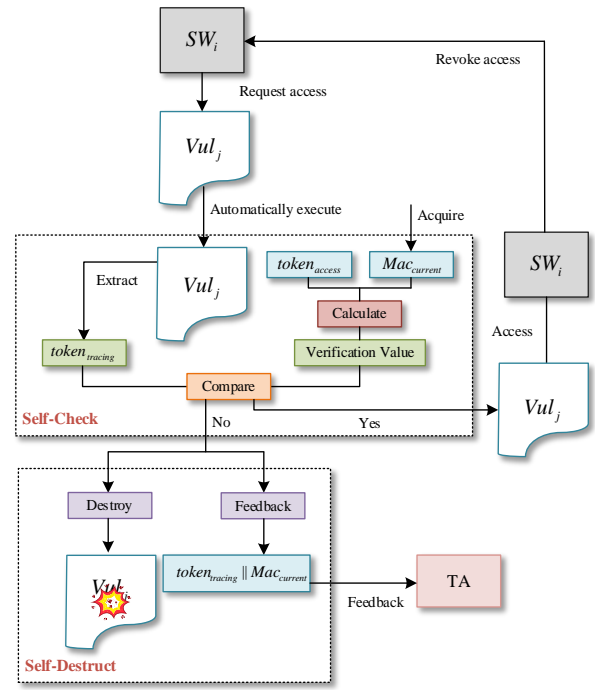 SW_i
Revoke access
Request access
Vul_j
Automatically execute
Acquire
token_access
Mac_current
SW_i
Extract
Vul_j
Calculate
Access
token_tracing
Verification Value
Compare
Vul_j
Self-Check
No
Yes
Destroy
Feedback
Vul_j
token_tracing || Mac_current
TA
Feedback
Self-Destruct